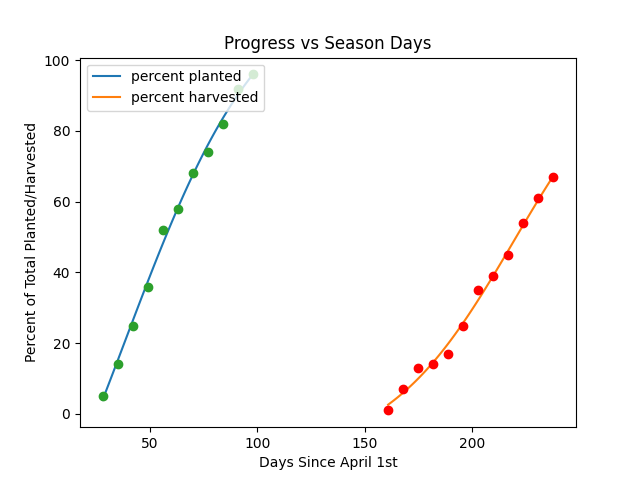 Progress vs Season Days
percent planted
percent harvested
Percent of Total Planted/Harvested
100
80
60
40
20
0
50 100 150 200
Days Since April 1st